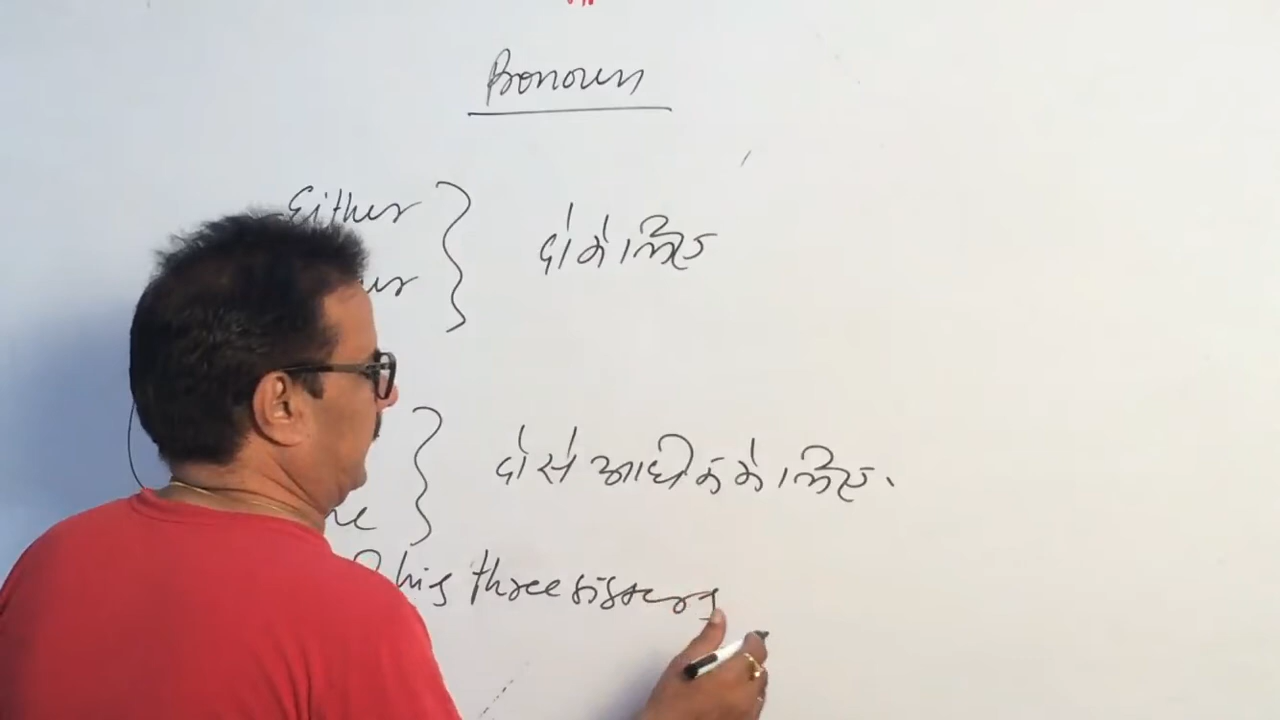 Pronoun
Either
दो के लिए
दो से अधीक के लिए.
his three sisters